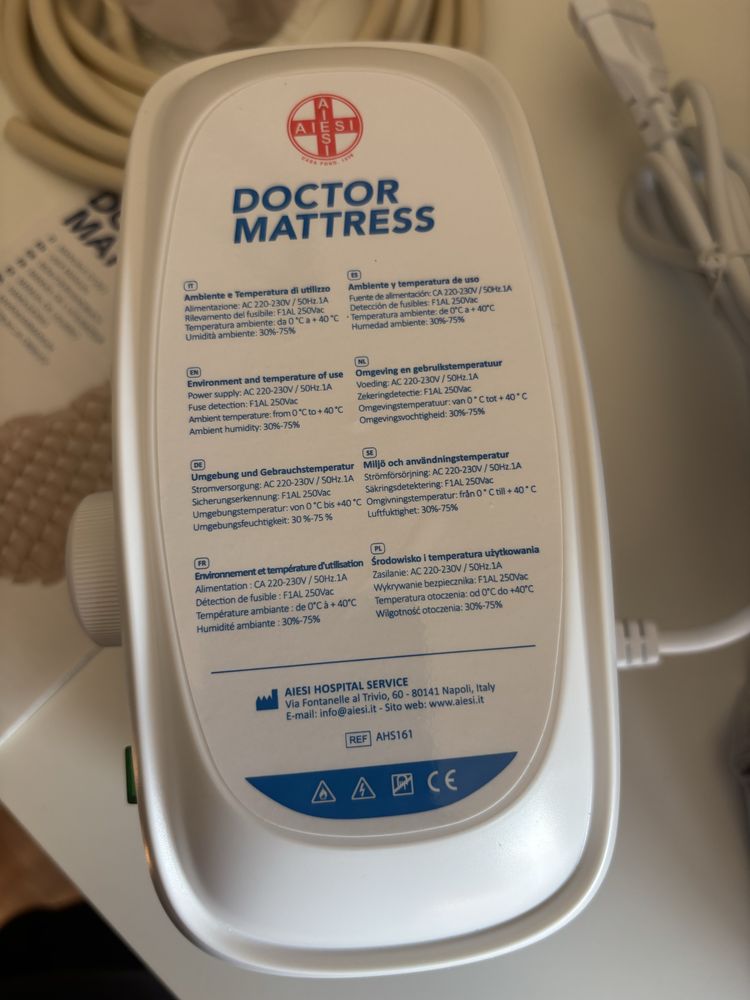 AIESI
AIESI
DOCTOR
MATTRESS
IT
Ambiente e Temperatura di utilizzo
Alimentazione: AC 220-230V / 50Hz.1A
Rilevamento del fusibile: F1AL 250Vac
Temperatura ambiente: da 0 °C a + 40 °C
Umidità ambiente: 30%-75%
ES
Ambiente y temperatura de uso
Fuente de alimentación: CA 220-230V / 50Hz.1A
Detección de fusibles: F1AL 250Vac
Temperatura ambiente: de 0°C a + 40°C
Humedad ambiente: 30%-75%
EN
Environment and temperature of use
Power supply: AC 220-230V / 50Hz.1A
Fuse detection: F1AL 250Vac
Ambient temperature: from 0 °C to + 40 °C
Ambient humidity: 30%-75%
NL
Omgeving en gebruikstemperatuur
Voeding: AC 220-230V / 50Hz.1A
Zekeringdetectie: F1AL 250Vac
Omgevingstemperatuur: van 0 ° C tot + 40 ° C
Omgevingsvochtigheid: 30%-75%
DE
Umgebung und Gebrauchstemperatur
Stromversorgung: AC 220-230V / 50Hz.1A
Sicherungserkennung: F1AL 250Vac
Umgebungstemperatur: von 0 °C bis +40 °C
Umgebungsfeuchtigkeit: 30 %-75 %
SE
Miljö och användningstemperatur
Strömförsörjning: AC 220-230V / 50Hz.1A
Säkringsdetektering: F1AL 250Vac
Omgivningstemperatur: från 0 ° C till + 40 ° C
Luftfuktighet: 30%-75%
FR
Environnement et température d'utilisation
Alimentation : CA 220-230V / 50Hz.1A
Détection de fusible : F1AL 250Vac
Température ambiante : de 0°C à + 40°C
Humidité ambiante : 30%-75%
PL
Środowisko i temperatura użytkowania
Zasilanie: AC 220-230V / 50Hz.1A
Wykrywanie bezpiecznika: F1AL 250Vac
Temperatura otoczenia: od 0°C do +40°C
Wilgotność otoczenia: 30%-75%
AIESI HOSPITAL SERVICE
Via Fontanelle al Trivio, 60 - 80141 Napoli, Italy
E-mail: info@aiesi.it - Sito web: www.aiesi.it
REF AHS161
CE